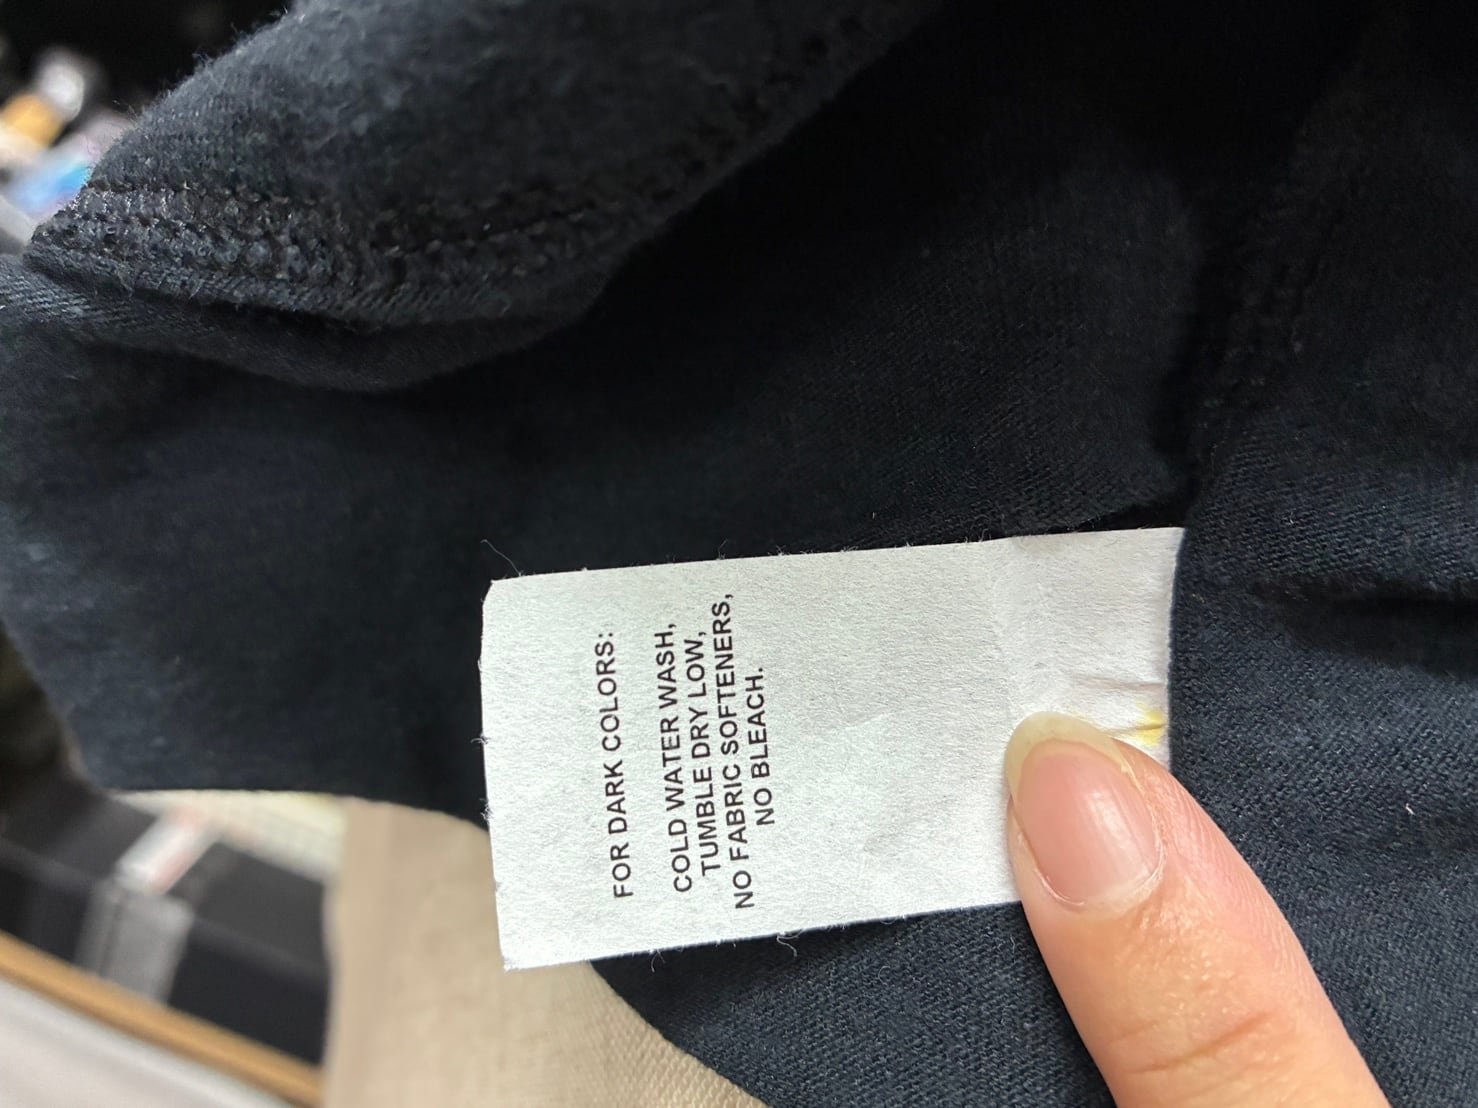 FOR DARK COLORS:
COLD WATER WASH,
TUMBLE DRY LOW,
NO FABRIC SOFTENERS,
NO BLEACH.